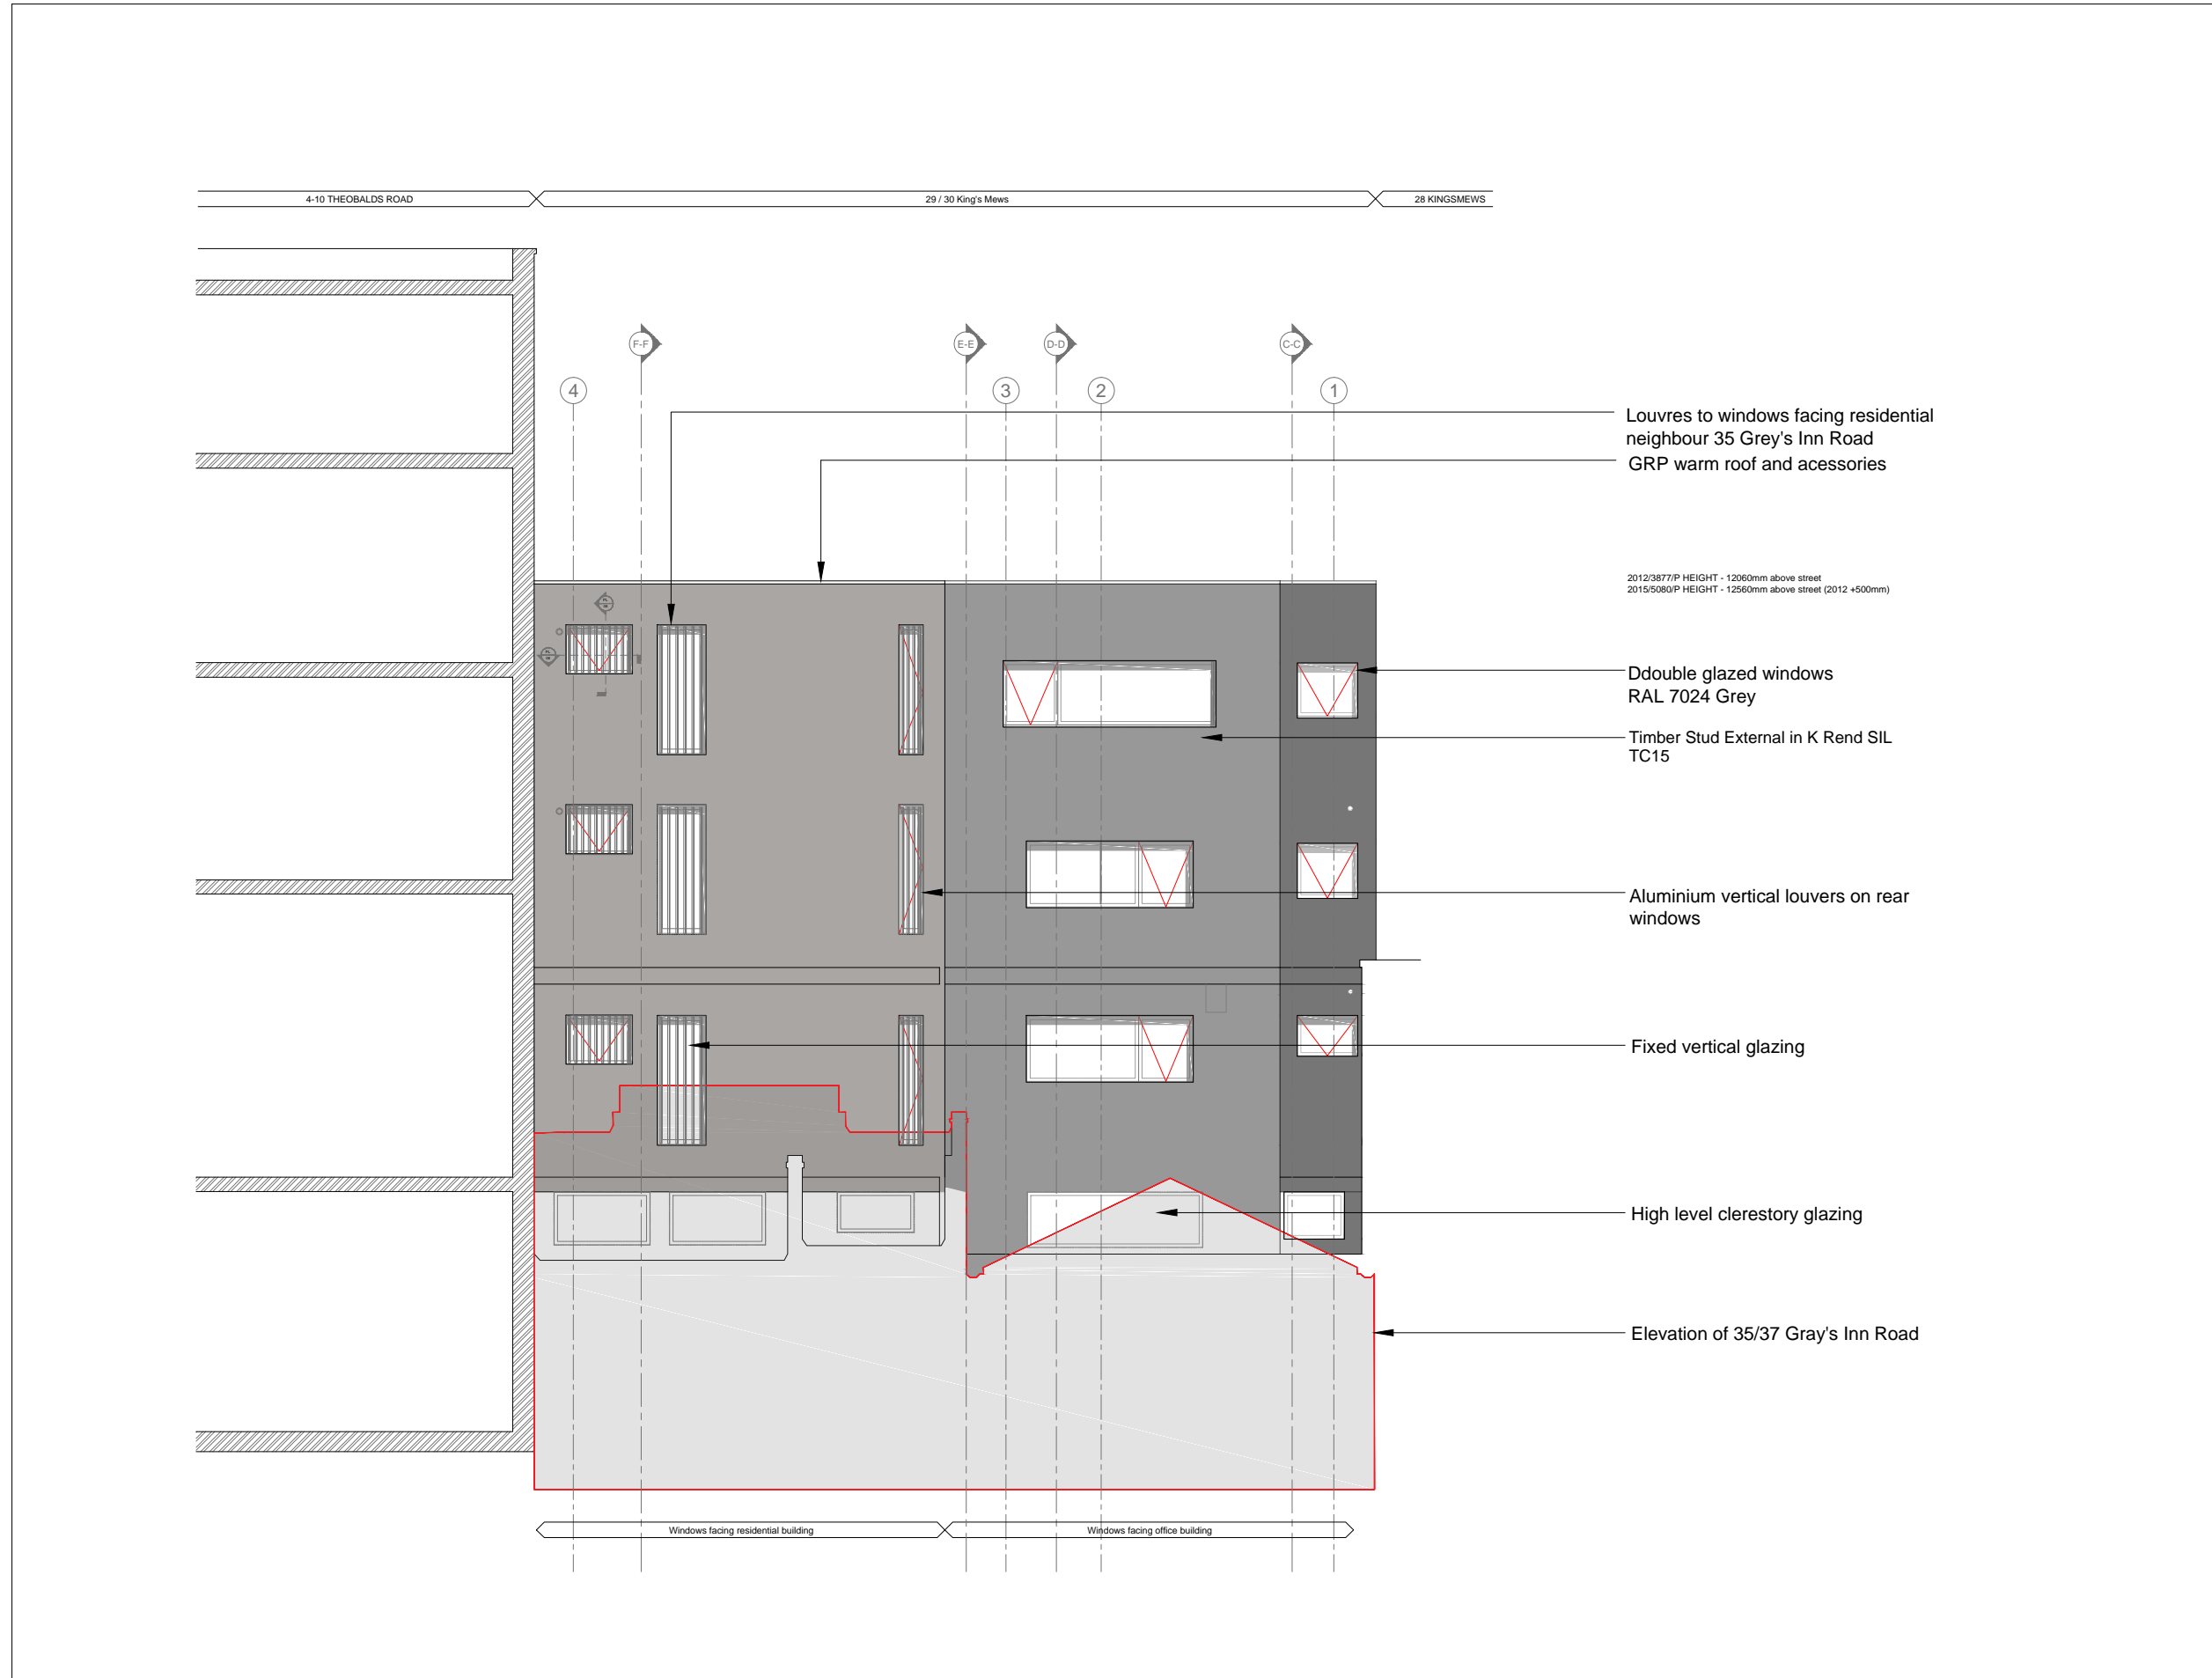 4-10 THEOBALDS ROAD
29 / 30 King's Mews
28 KINGSMEWS
F-F
E-E
D-D
C-C
4
3
2
1
Louvres to windows facing residential
neighbour 35 Grey's Inn Road
GRP warm roof and acessories
2012/3877/P HEIGHT - 12060mm above street
2015/5080/P HEIGHT - 12560mm above street (2012 +500mm)
Ddouble glazed windows
RAL 7024 Grey
Timber Stud External in K Rend SIL
TC15
Aluminium vertical louvers on rear
windows
Fixed vertical glazing
High level clerestory glazing
Elevation of 35/37 Gray's Inn Road
Windows facing residential building
Windows facing office building